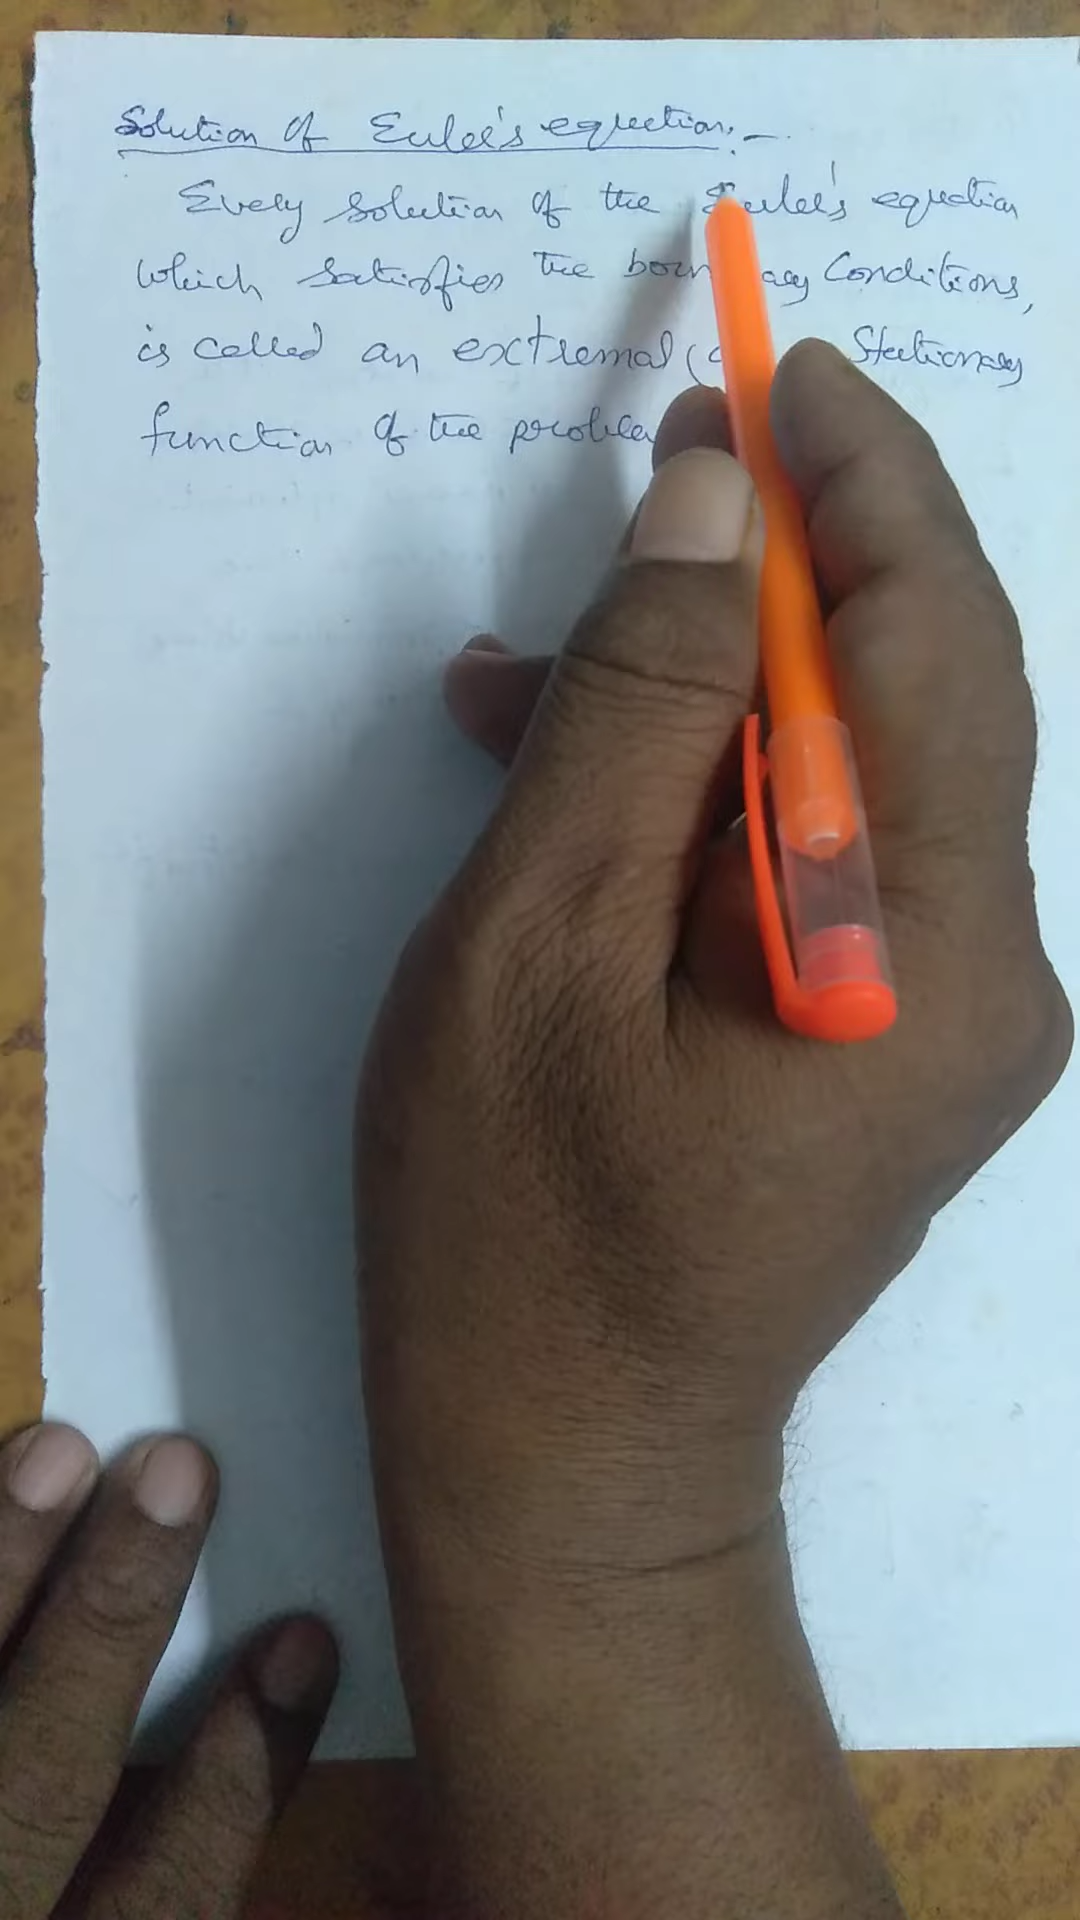 Solution of Euler's equation:-
Every solution of the Euler's equation
which satisfies the boundary Conditions,
is called an extremal ( Stationary
function of the problem